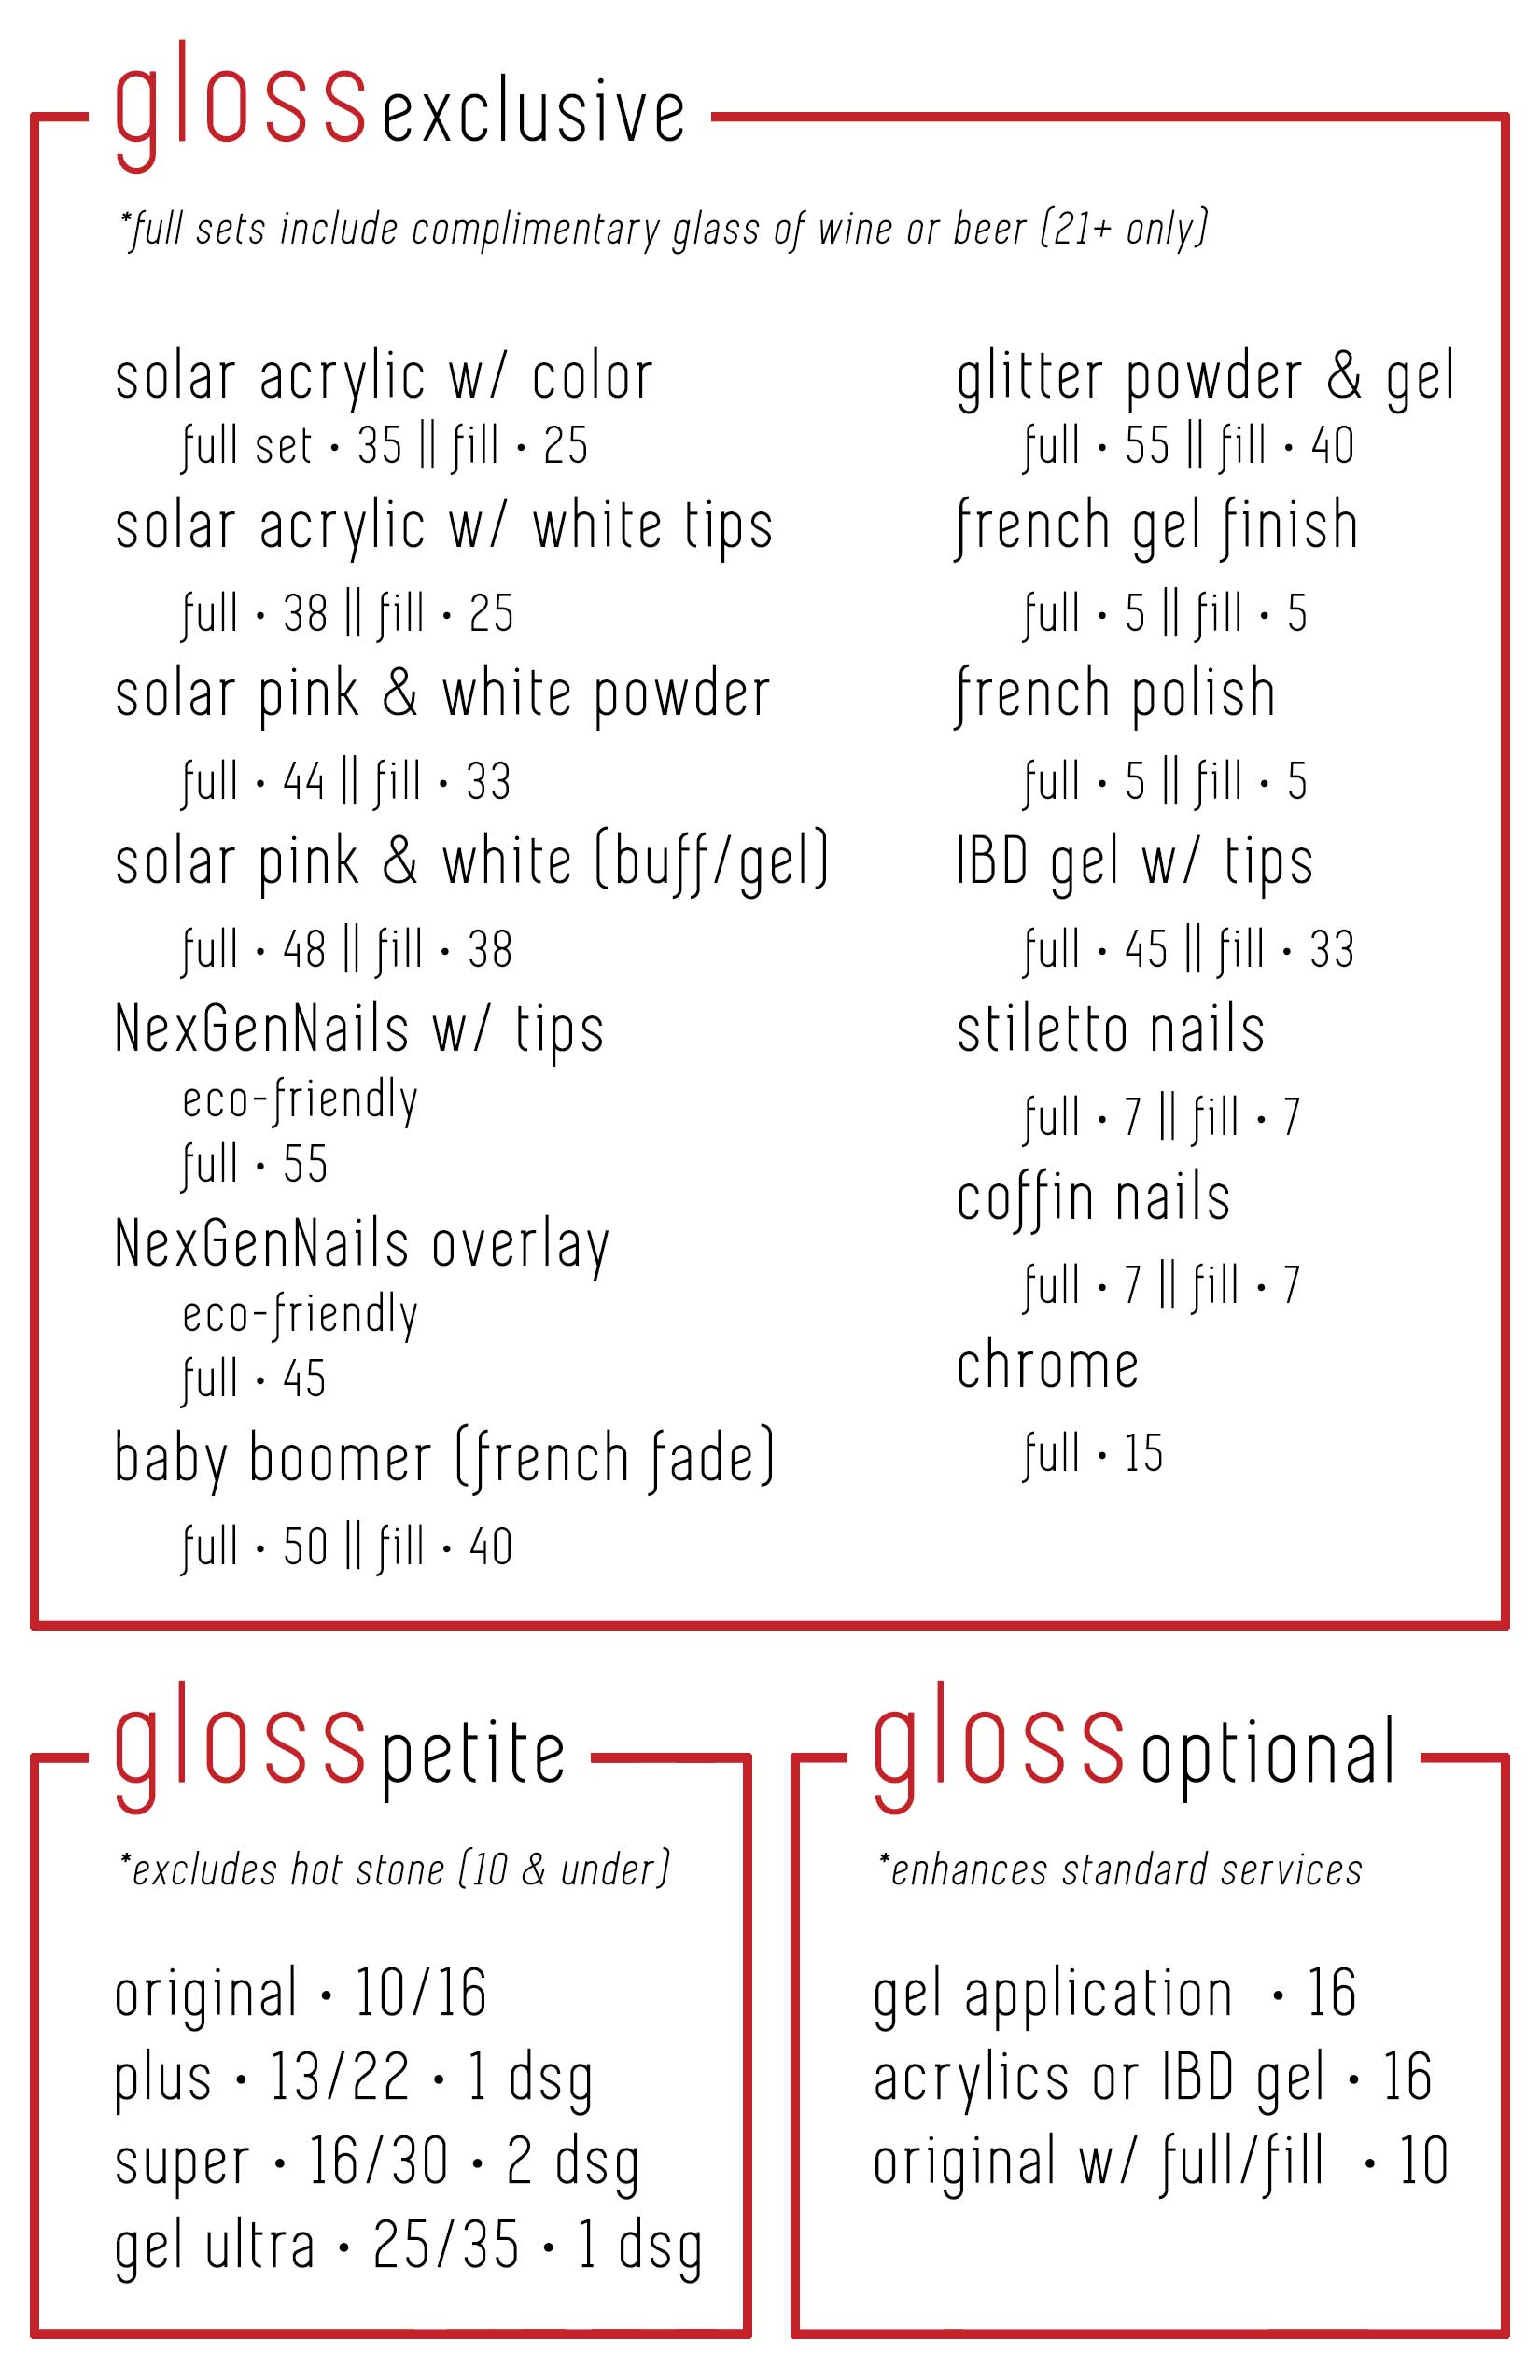 gloss exclusive
*full sets include complimentary glass of wine or beer (21+ only)
solar acrylic w/ color
full set • 35 || fill • 25
solar acrylic w/ white tips
full • 38 || fill • 25
solar pink & white powder
full • 44 || fill • 33
solar pink & white (buff/gel)
full • 48 || fill • 38
NexGenNails w/ tips
eco-friendly
full • 55
NexGenNails overlay
eco-friendly
full • 45
baby boomer (french fade)
full • 50 || fill • 40
glitter powder & gel
full • 55 || fill • 40
french gel finish
full • 5 || fill • 5
french polish
full • 5 || fill • 5
IBD gel w/ tips
full • 45 || fill • 33
stiletto nails
full • 7 || fill • 7
coffin nails
full • 7 || fill • 7
chrome
full • 15
gloss petite
*excludes hot stone (10 & under)
original • 10/16
plus • 13/22 • 1 dsg
super • 16/30 • 2 dsg
gel ultra • 25/35 • 1 dsg
gloss optional
*enhances standard services
gel application • 16
acrylics or IBD gel • 16
original w/ full/fill • 10